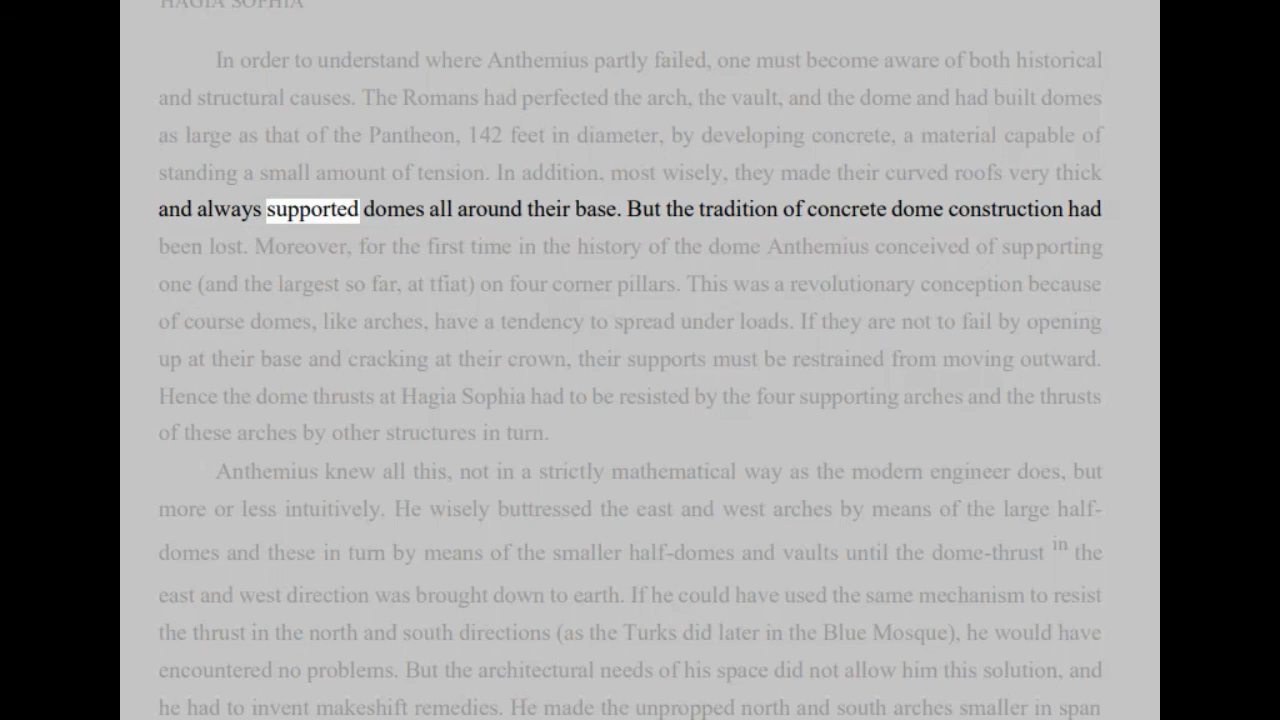 HAGIA SOPHIA
In order to understand where Anthemius partly failed, one must become aware of both historical
and structural causes. The Romans had perfected the arch, the vault, and the dome and had built domes
as large as that of the Pantheon, 142 feet in diameter, by developing concrete, a material capable of
standing a small amount of tension. In addition, most wisely, they made their curved roofs very thick
and always supported domes all around their base. But the tradition of concrete dome construction had
been lost. Moreover, for the first time in the history of the dome Anthemius conceived of supporting
one (and the largest so far, at tfiat) on four corner pillars. This was a revolutionary conception because
of course domes, like arches, have a tendency to spread under loads. If they are not to fail by opening
up at their base and cracking at their crown, their supports must be restrained from moving outward.
Hence the dome thrusts at Hagia Sophia had to be resisted by the four supporting arches and the thrusts
of these arches by other structures in turn.
Anthemius knew all this, not in a strictly mathematical way as the modern engineer does, but
more or less intuitively. He wisely buttressed the east and west arches by means of the large half-
domes and these in turn by means of the smaller half-domes and vaults until the dome-thrust in the
east and west direction was brought down to earth. If he could have used the same mechanism to resist
the thrust in the north and south directions (as the Turks did later in the Blue Mosque), he would have
encountered no problems. But the architectural needs of his space did not allow him this solution, and
he had to invent makeshift remedies. He made the unpropped north and south arches smaller in span